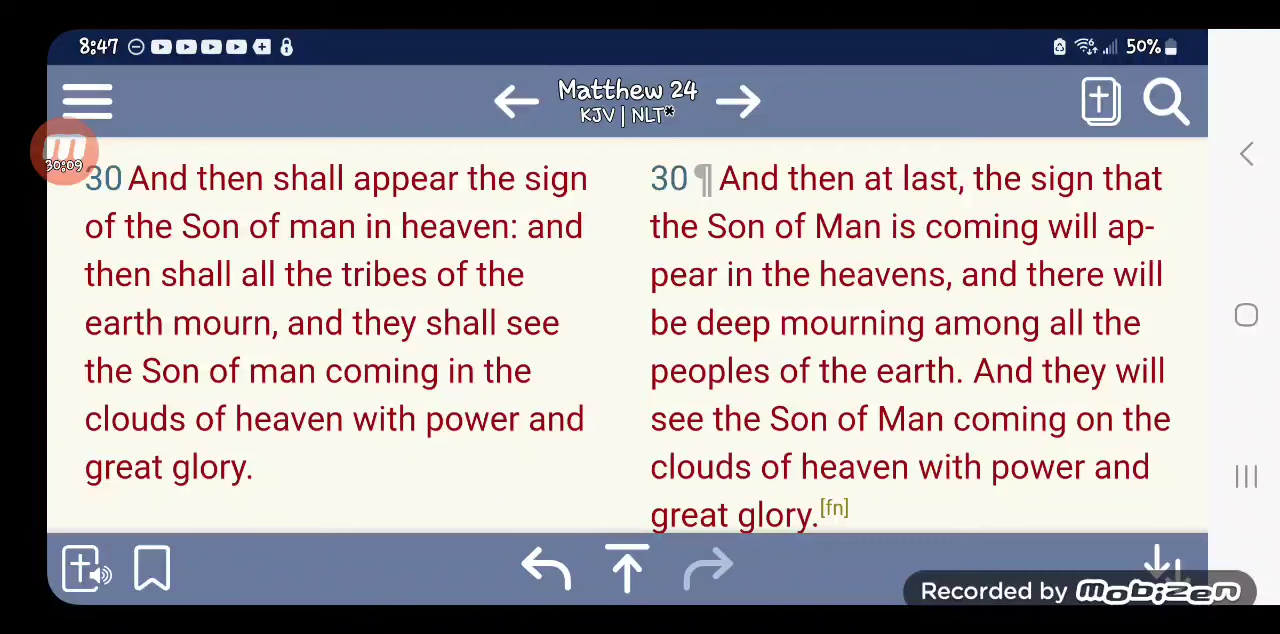 8:47
50%
Matthew 24
KJV | NLT*
30:09
30 And then shall appear the sign
of the Son of man in heaven: and
then shall all the tribes of the
earth mourn, and they shall see
the Son of man coming in the
clouds of heaven with power and
great glory.
30 ¶ And then at last, the sign that
the Son of Man is coming will ap-
pear in the heavens, and there will
be deep mourning among all the
peoples of the earth. And they will
see the Son of Man coming on the
clouds of heaven with power and
great glory.[fn]
Recorded by Mobizen